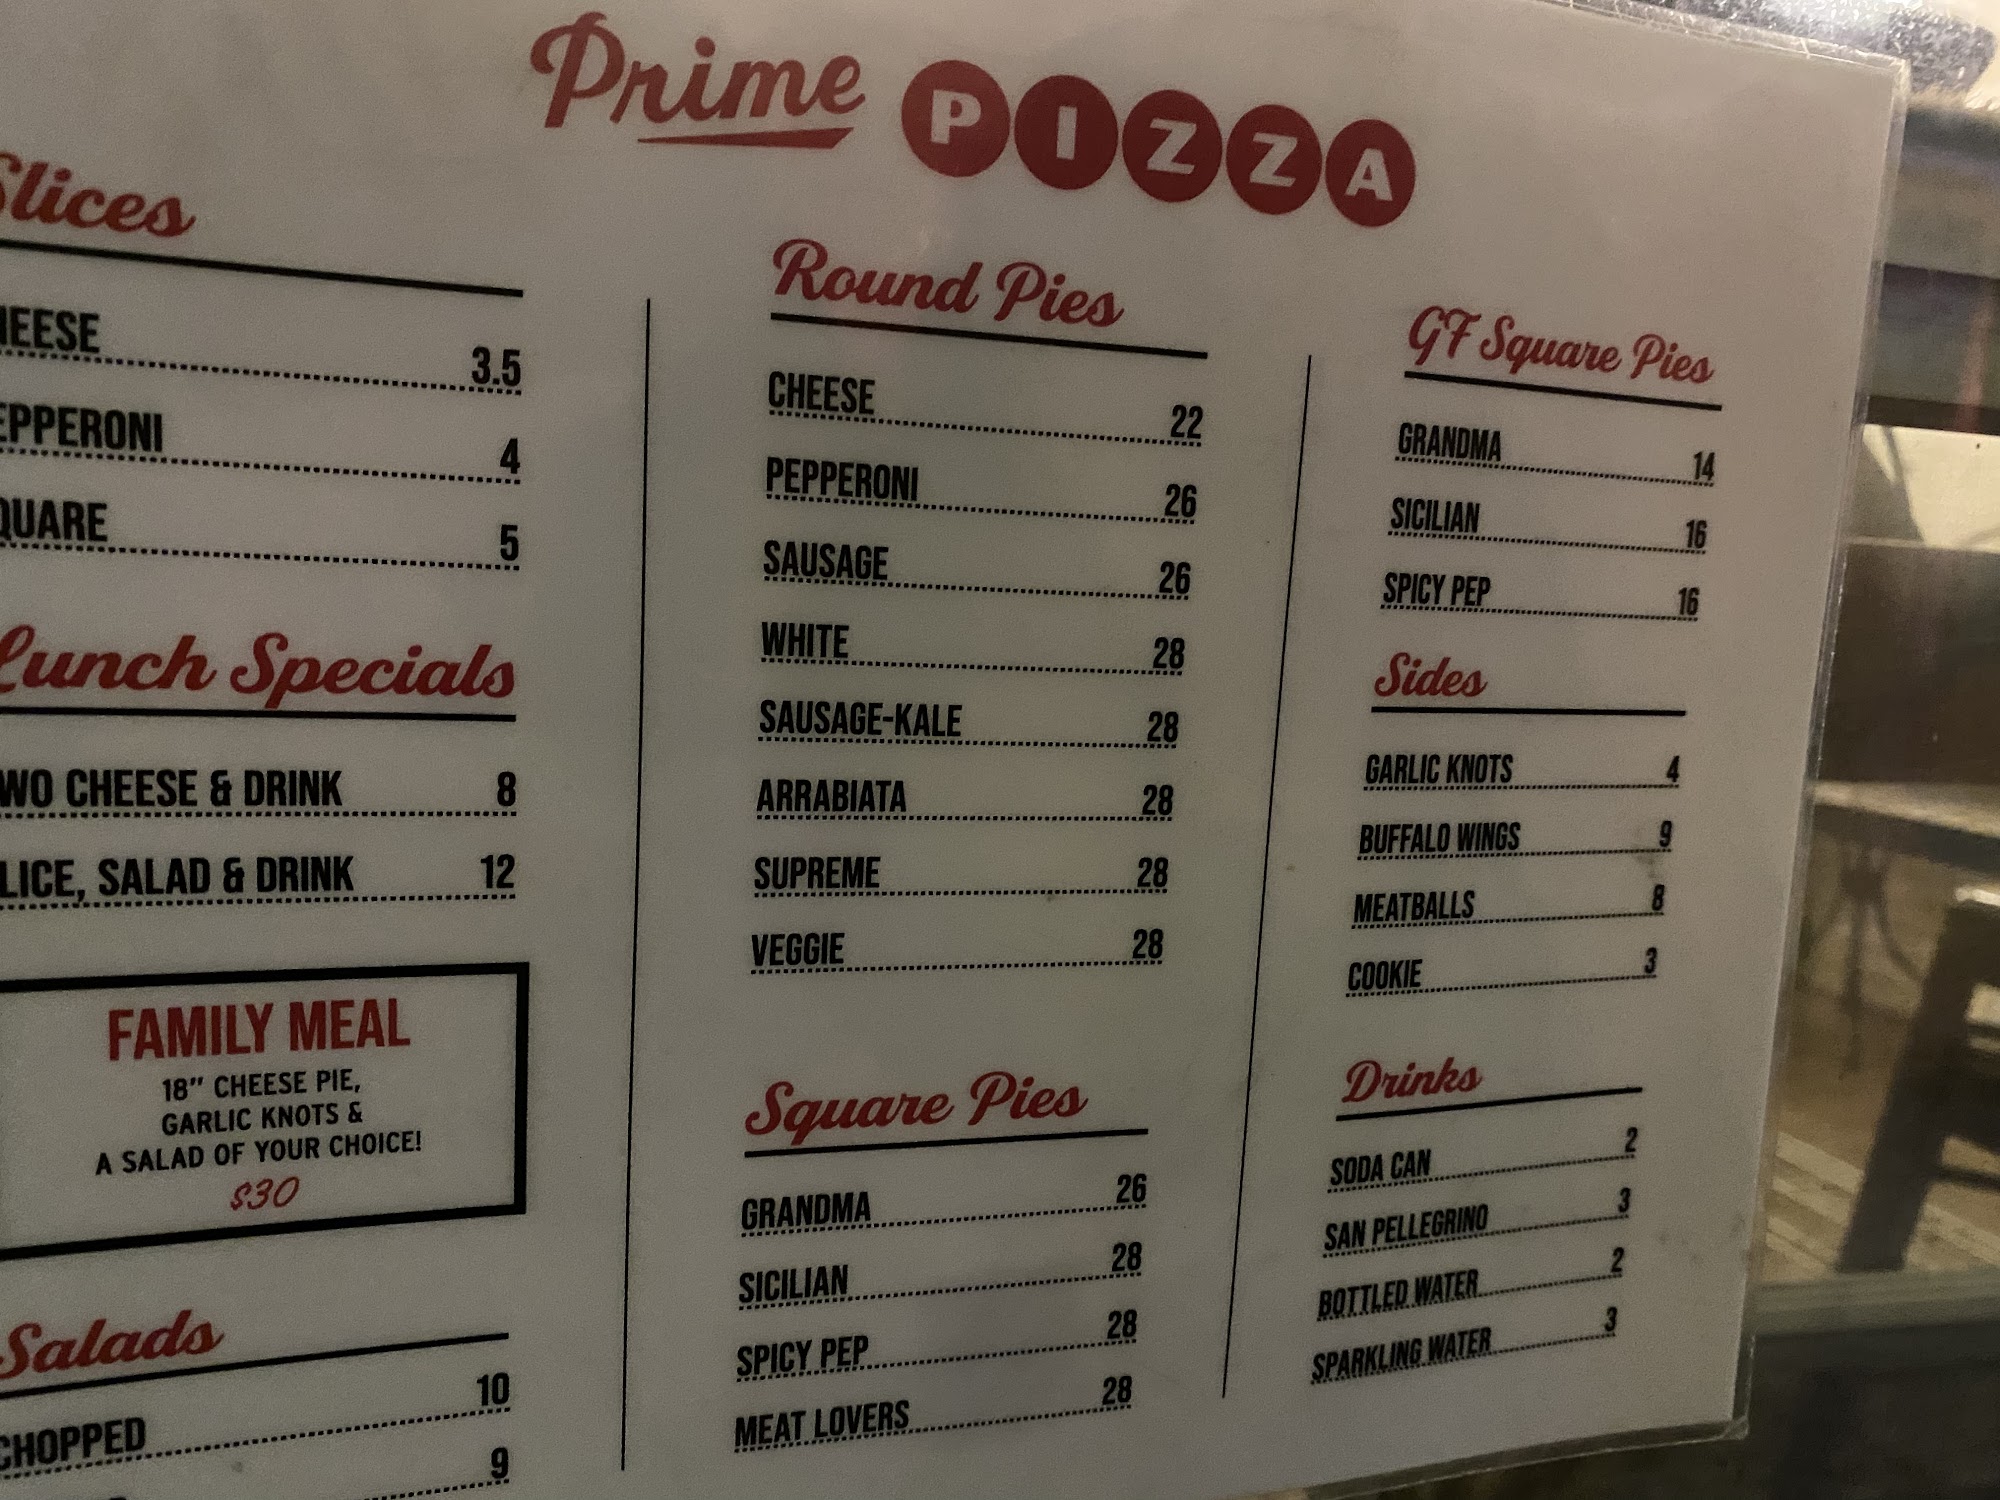 Prime PIZZA
Slices
HEESE 3.5
EPPERONI 4
QUARE 5
Lunch Specials
WO CHEESE & DRINK 8
LICE, SALAD & DRINK 12
FAMILY MEAL
18" CHEESE PIE,
GARLIC KNOTS &
A SALAD OF YOUR CHOICE!
$30
Salads
CHOPPED 10
9
Round Pies
CHEESE 22
PEPPERONI 26
SAUSAGE 26
WHITE 28
SAUSAGE-KALE 28
ARRABIATA 28
SUPREME 28
VEGGIE 28
Square Pies
GRANDMA 26
SICILIAN 28
SPICY PEP 28
MEAT LOVERS 28
GF Square Pies
GRANDMA 14
SICILIAN 16
SPICY PEP 16
Sides
GARLIC KNOTS 4
BUFFALO WINGS 9
MEATBALLS 8
COOKIE 3
Drinks
SODA CAN 2
SAN PELLEGRINO 3
BOTTLED WATER 2
SPARKLING WATER 3